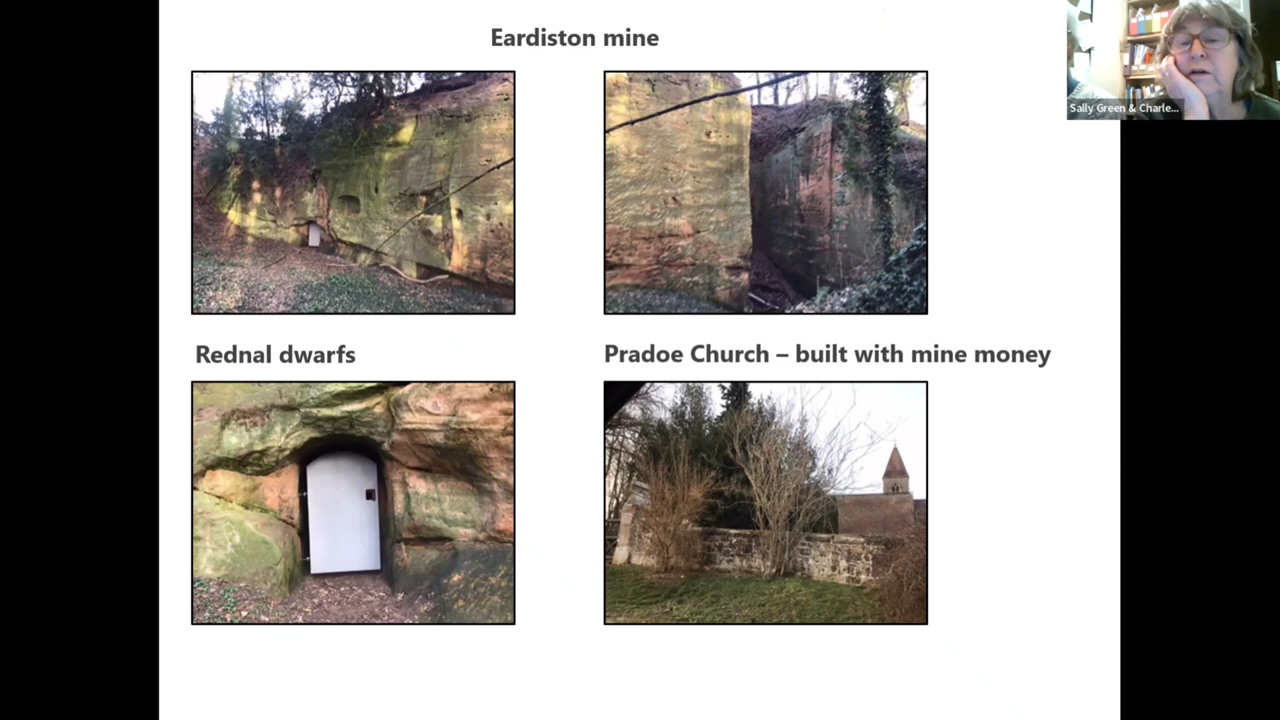 Eardiston mine
Sally Green & Charle...
Rednal dwarfs
Pradoe Church – built with mine money